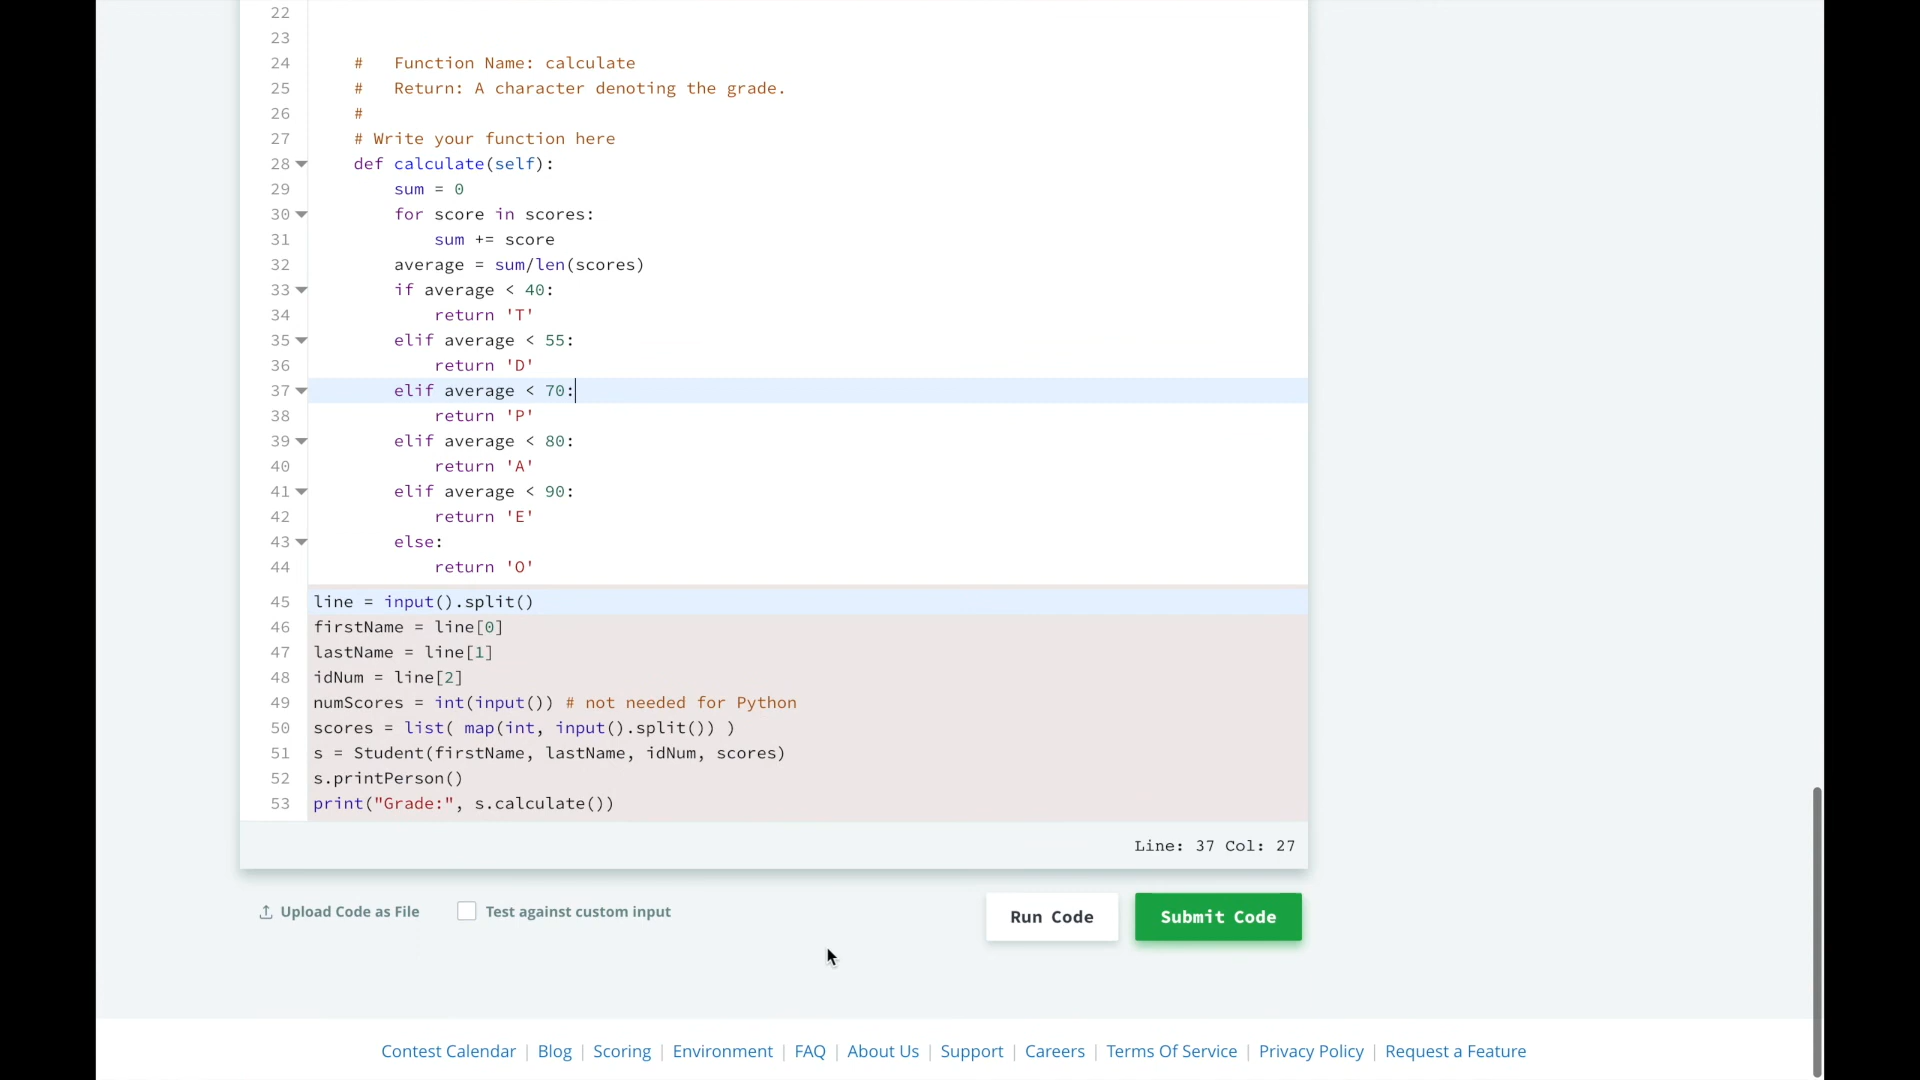 22
23
24 #   Function Name: calculate
25 #   Return: A character denoting the grade.
26 #
27 # Write your function here
28 def calculate(self):
29 sum = 0
30 for score in scores:
31 sum += score
32 average = sum/len(scores)
33 if average < 40:
34 return 'T'
35 elif average < 55:
36 return 'D'
37 elif average < 70:
38 return 'P'
39 elif average < 80:
40 return 'A'
41 elif average < 90:
42 return 'E'
43 else:
44 return 'O'
45 line = input().split()
46 firstName = line[0]
47 lastName = line[1]
48 idNum = line[2]
49 numScores = int(input()) # not needed for Python
50 scores = list( map(int, input().split()) )
51 s = Student(firstName, lastName, idNum, scores)
52 s.printPerson()
53 print("Grade:", s.calculate())
Line: 37 Col: 27
Upload Code as File Test against custom input Run Code Submit Code
Contest Calendar | Blog | Scoring | Environment | FAQ | About Us | Support | Careers | Terms Of Service | Privacy Policy | Request a Feature